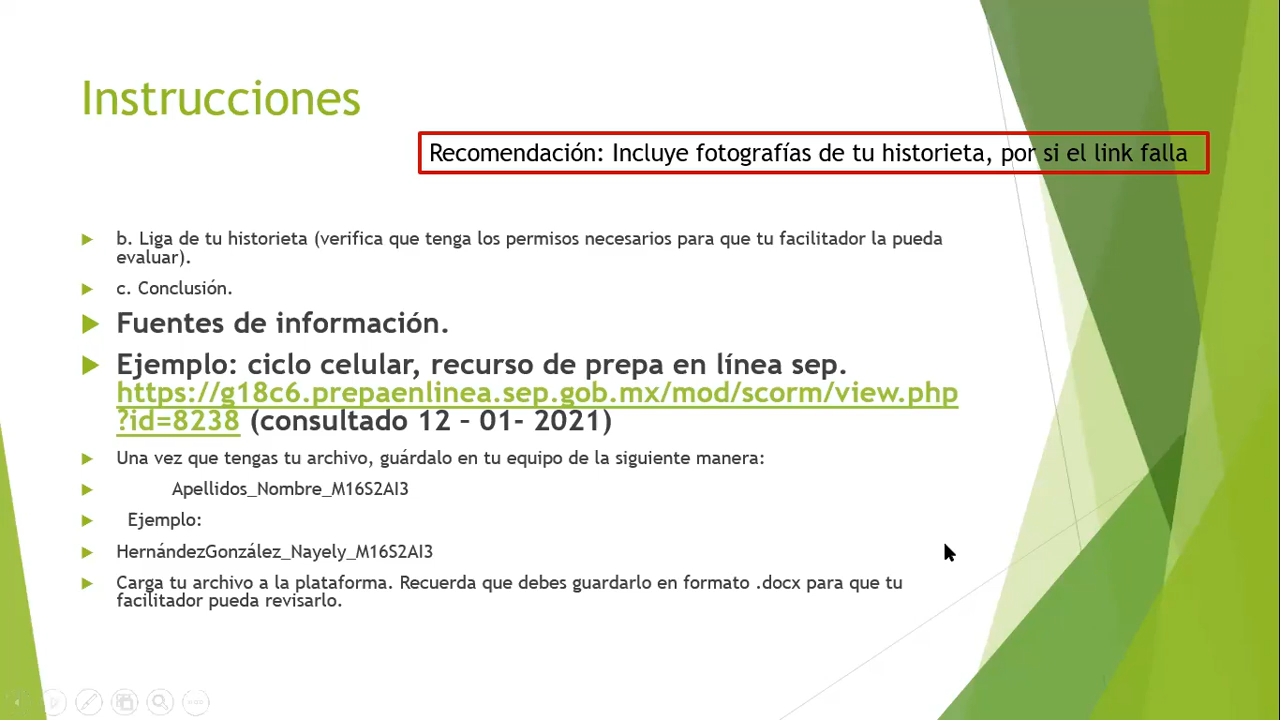 Instrucciones
Recomendación: Incluye fotografías de tu historieta, por si el link falla
b. Liga de tu historieta (verifica que tenga los permisos necesarios para que tu facilitador la pueda
evaluar).
c. Conclusión.
Fuentes de información.
Ejemplo: ciclo celular, recurso de prepa en línea sep.
https://g18c6.prepaenlinea.sep.gob.mx/mod/scorm/view.php
?id=8238 (consultado 12 – 01- 2021)
Una vez que tengas tu archivo, guárdalo en tu equipo de la siguiente manera:
Apellidos_Nombre_M16S2AI3
Ejemplo:
HernándezGonzález_Nayely_M16S2AI3
Carga tu archivo a la plataforma. Recuerda que debes guardarlo en formato .docx para que tu
facilitador pueda revisarlo.